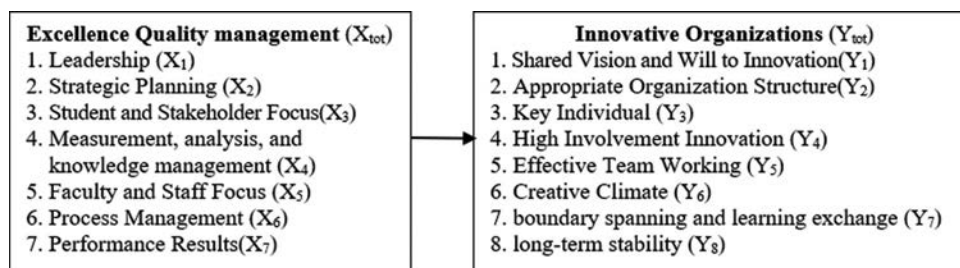 Excellence Quality management (Xtot)
1. Leadership (X1)
2. Strategic Planning (X2)
3. Student and Stakeholder Focus(X3)
4. Measurement, analysis, and
knowledge management (X4)
5. Faculty and Staff Focus (X5)
6. Process Management (X6)
7. Performance Results(X7)
Innovative Organizations (Ytot)
1. Shared Vision and Will to Innovation(Y1)
2. Appropriate Organization Structure(Y2)
3. Key Individual (Y3)
4. High Involvement Innovation (Y4)
5. Effective Team Working (Y5)
6. Creative Climate (Y6)
7. boundary spanning and learning exchange (Y7)
8. long-term stability (Y8)